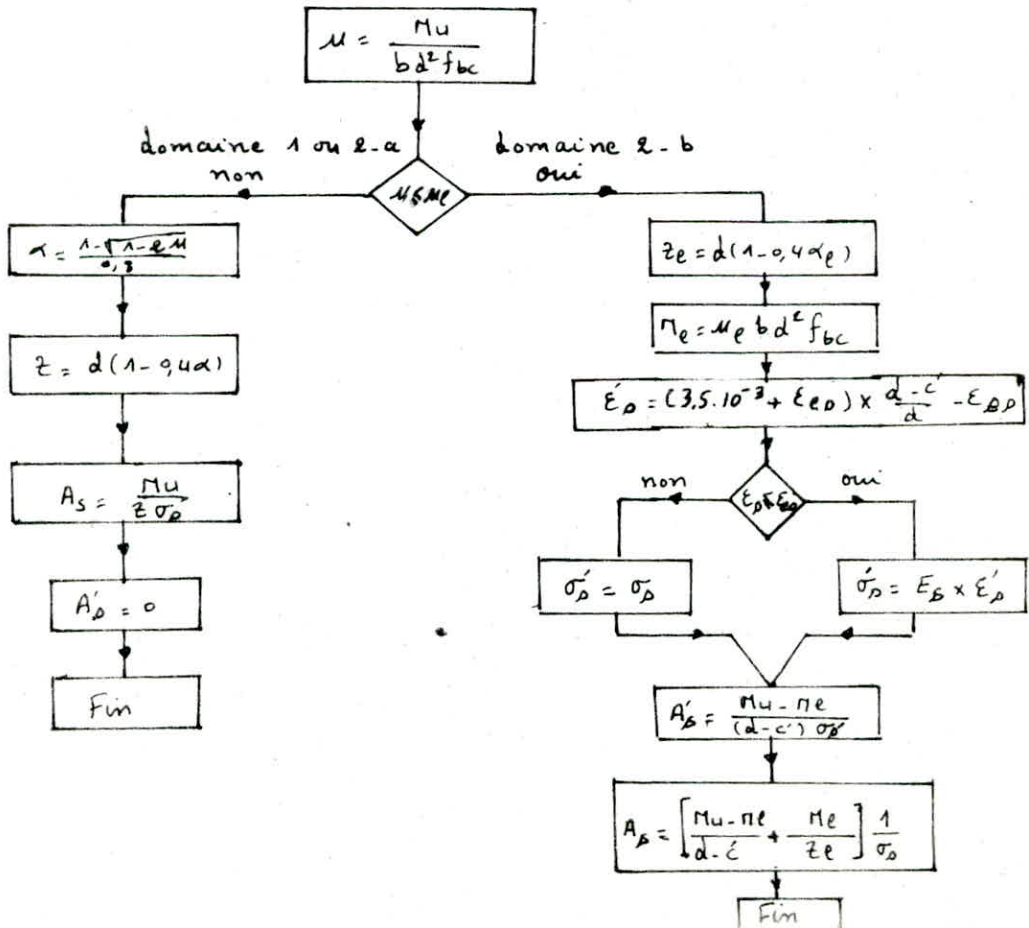 μ = Mu / b d² fbc
domaine 1 ou 2-a
non
domaine 2-b
oui
μ ≤ μe
α = 1-√1-2μ / 0,8
Z = d(1-0,4α)
As = Mu / Z σs
A's = 0
Fin
Ze = d(1-0,4αe)
Me = μe b d² fbc
ε's = (3,5.10⁻³ + εes) × d-c' / d - εes
non
oui
σ's = σs
σ's = Es × ε's
A's = Mu-Me / (d-c') σs
As = [Mu-Me / d-c' + Me / Ze] 1 / σs
Fin